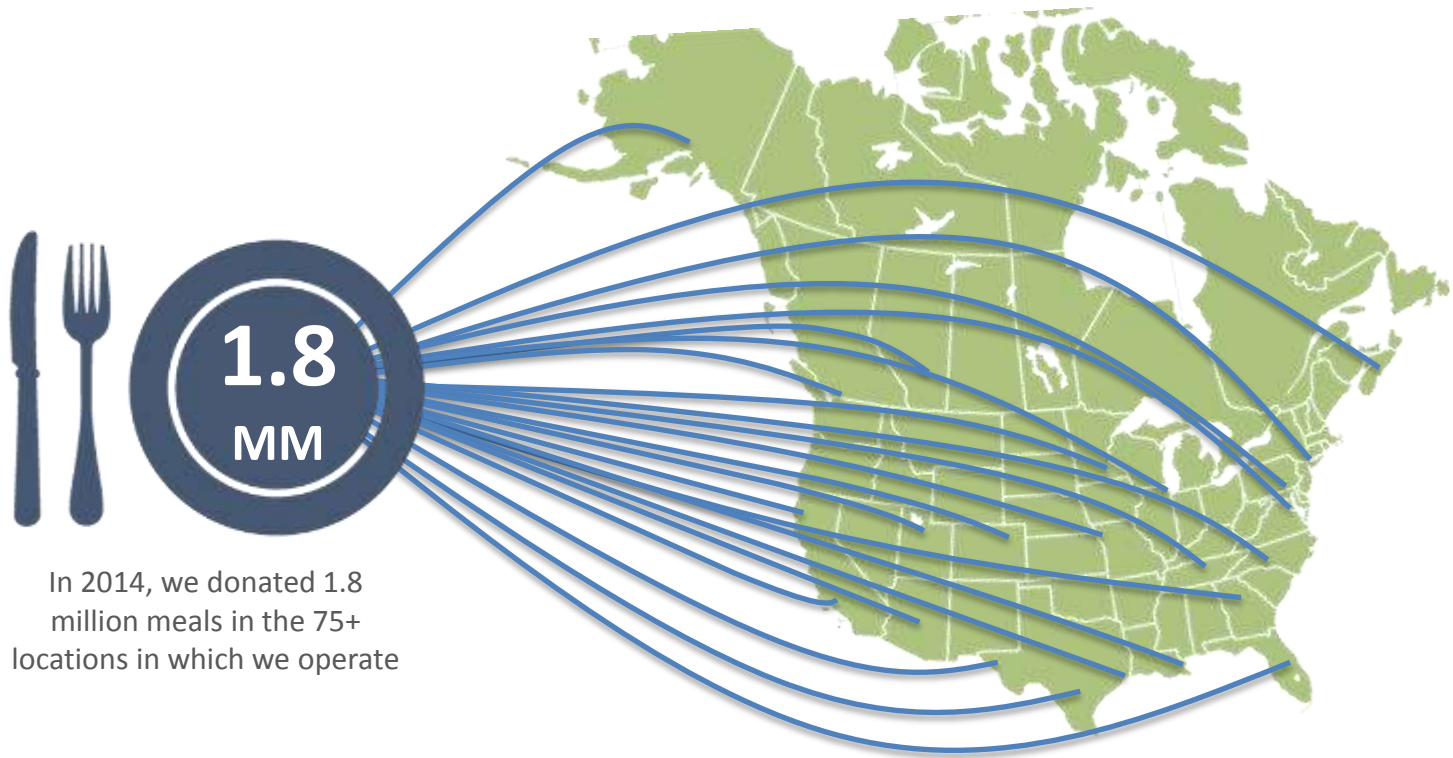 1.8
MM
In 2014, we donated 1.8
million meals in the 75+
locations in which we operate